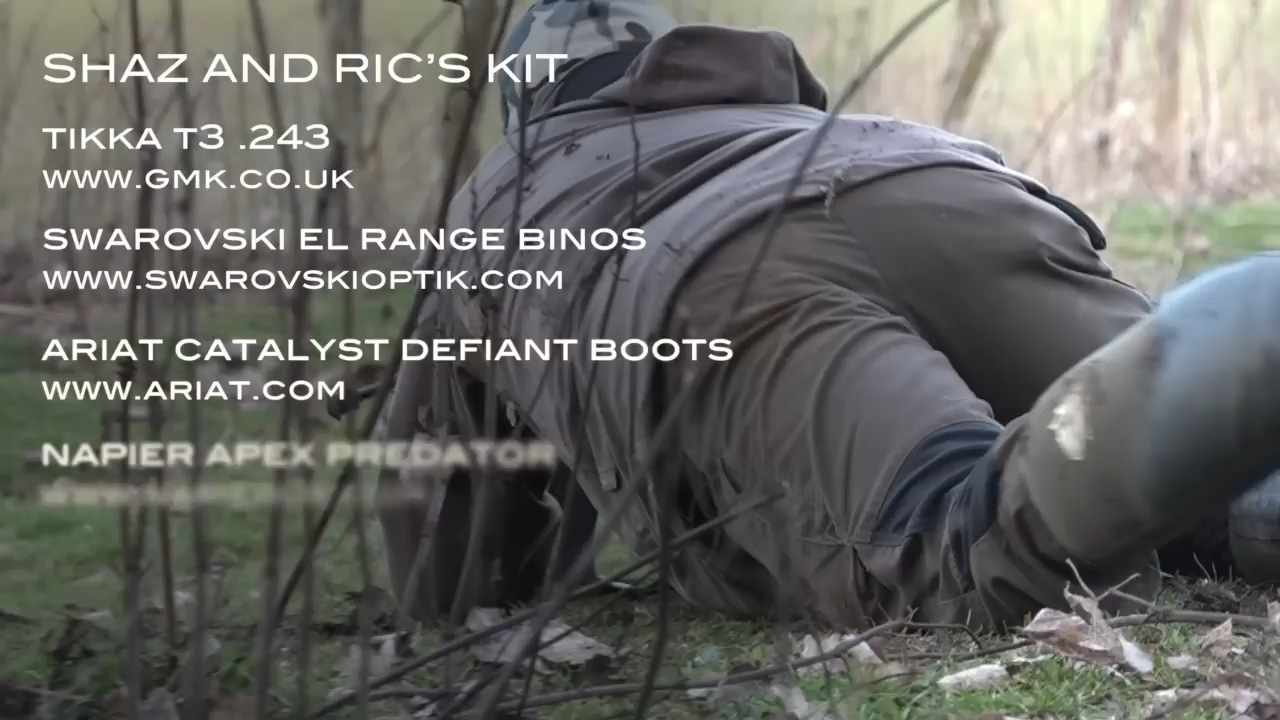 SHAZ AND RIC'S KIT
TIKKA T3 .243
WWW.GMK.CO.UK
SWAROVSKI EL RANGE BINOS
WWW.SWAROVSKIOPTIK.COM
ARIAT CATALYST DEFIANT BOOTS
WWW.ARIAT.COM
NAPIER APEX PREDATOR